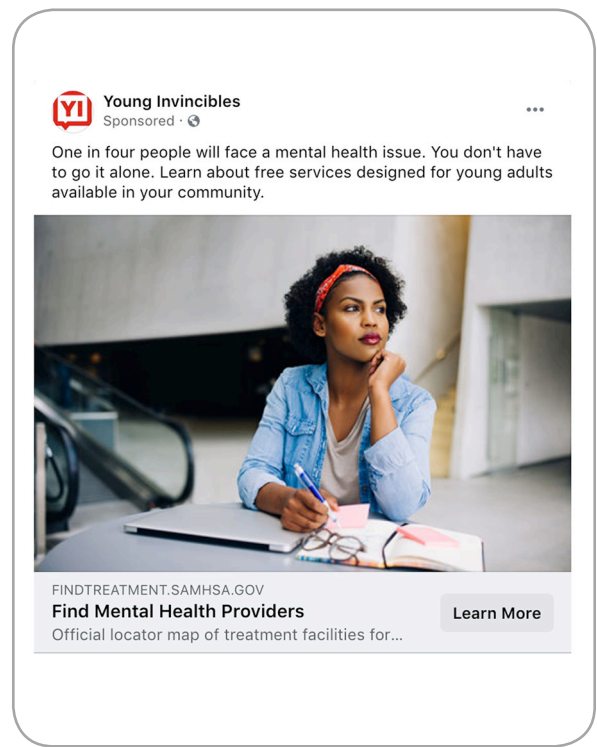 YI
Young Invincibles
Sponsored ·
One in four people will face a mental health issue. You don't have
to go it alone. Learn about free services designed for young adults
available in your community.
FINDTREATMENT.SAMHSA.GOV
Find Mental Health Providers
Learn More
Official locator map of treatment facilities for...